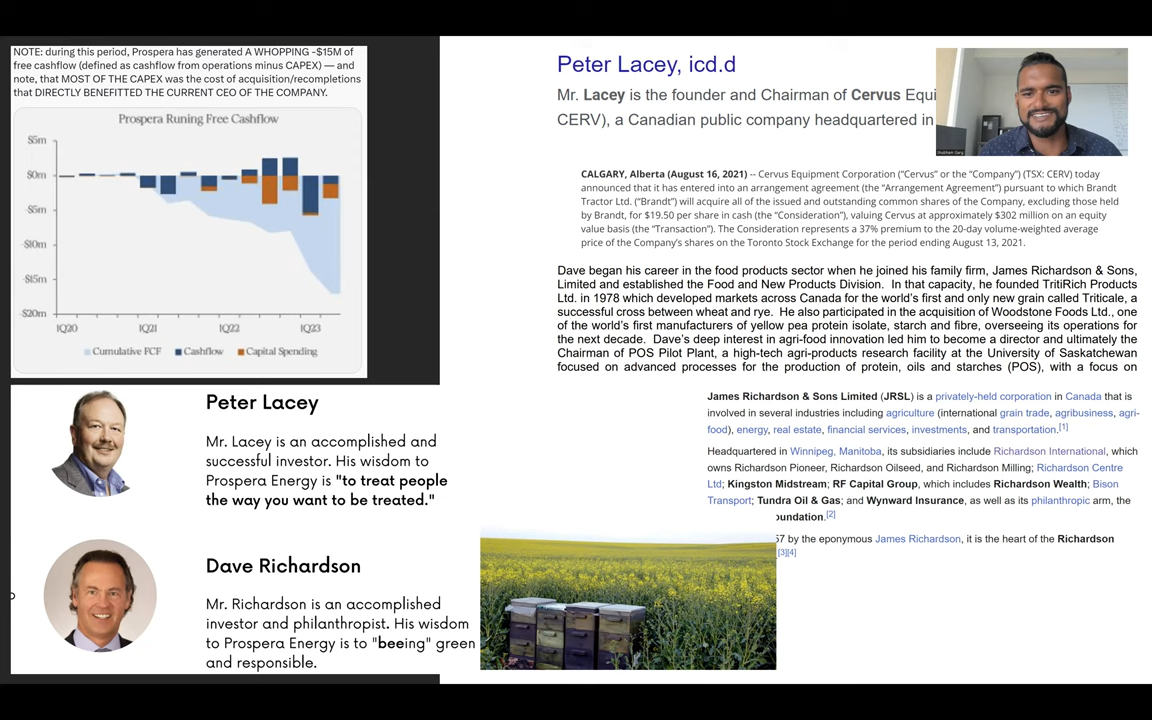 NOTE: during this period, Prospera has generated A WHOPPING -$15M of
free cashflow (defined as cashflow from operations minus CAPEX) — and
note, that MOST OF THE CAPEX was the cost of acquisition/recompletions
that DIRECTLY BENEFITTED THE CURRENT CEO OF THE COMPANY.
Prospera Runing Free Cashflow
$5m
$0m
-$5m
-$10m
-$15m
-$20m
1Q20
1Q21
1Q22
1Q23
Cumulative FCF
Cashflow
Capital Spending
Peter Lacey
Mr. Lacey is an accomplished and
successful investor. His wisdom to
Prospera Energy is "to treat people
the way you want to be treated."
Dave Richardson
Mr. Richardson is an accomplished
investor and philanthropist. His wisdom
to Prospera Energy is to "beeing" green
and responsible.
Peter Lacey, icd.d
Mr. Lacey is the founder and Chairman of Cervus Equi
CERV), a Canadian public company headquartered in
CALGARY, Alberta (August 16, 2021) -- Cervus Equipment Corporation ("Cervus" or the "Company") (TSX: CERV) today
announced that it has entered into an arrangement agreement (the "Arrangement Agreement") pursuant to which Brandt
Tractor Ltd. ("Brandt") will acquire all of the issued and outstanding common shares of the Company, excluding those held
by Brandt, for $19.50 per share in cash (the "Consideration"), valuing Cervus at approximately $302 million on an equity
value basis (the "Transaction"). The Consideration represents a 37% premium to the 20-day volume-weighted average
price of the Company's shares on the Toronto Stock Exchange for the period ending August 13, 2021.
Dave began his career in the food products sector when he joined his family firm, James Richardson & Sons,
Limited and established the Food and New Products Division. In that capacity, he founded TritiRich Products
Ltd. in 1978 which developed markets across Canada for the world's first and only new grain called Triticale, a
successful cross between wheat and rye. He also participated in the acquisition of Woodstone Foods Ltd., one
of the world's first manufacturers of yellow pea protein isolate, starch and fibre, overseeing its operations for
the next decade. Dave's deep interest in agri-food innovation led him to become a director and ultimately the
Chairman of POS Pilot Plant, a high-tech agri-products research facility at the University of Saskatchewan
focused on advanced processes for the production of protein, oils and starches (POS), with a focus on
James Richardson & Sons Limited (JRSL) is a privately-held corporation in Canada that is
involved in several industries including agriculture (international grain trade, agribusiness, agri-
food), energy, real estate, financial services, investments, and transportation.[1]
Headquartered in Winnipeg, Manitoba, its subsidiaries include Richardson International, which
owns Richardson Pioneer, Richardson Oilseed, and Richardson Milling; Richardson Centre
Ltd; Kingston Midstream; RF Capital Group, which includes Richardson Wealth; Bison
Transport; Tundra Oil & Gas; and Wynward Insurance, as well as its philanthropic arm, the
oundation.[2]
57 by the eponymous James Richardson, it is the heart of the Richardson
[3][4]